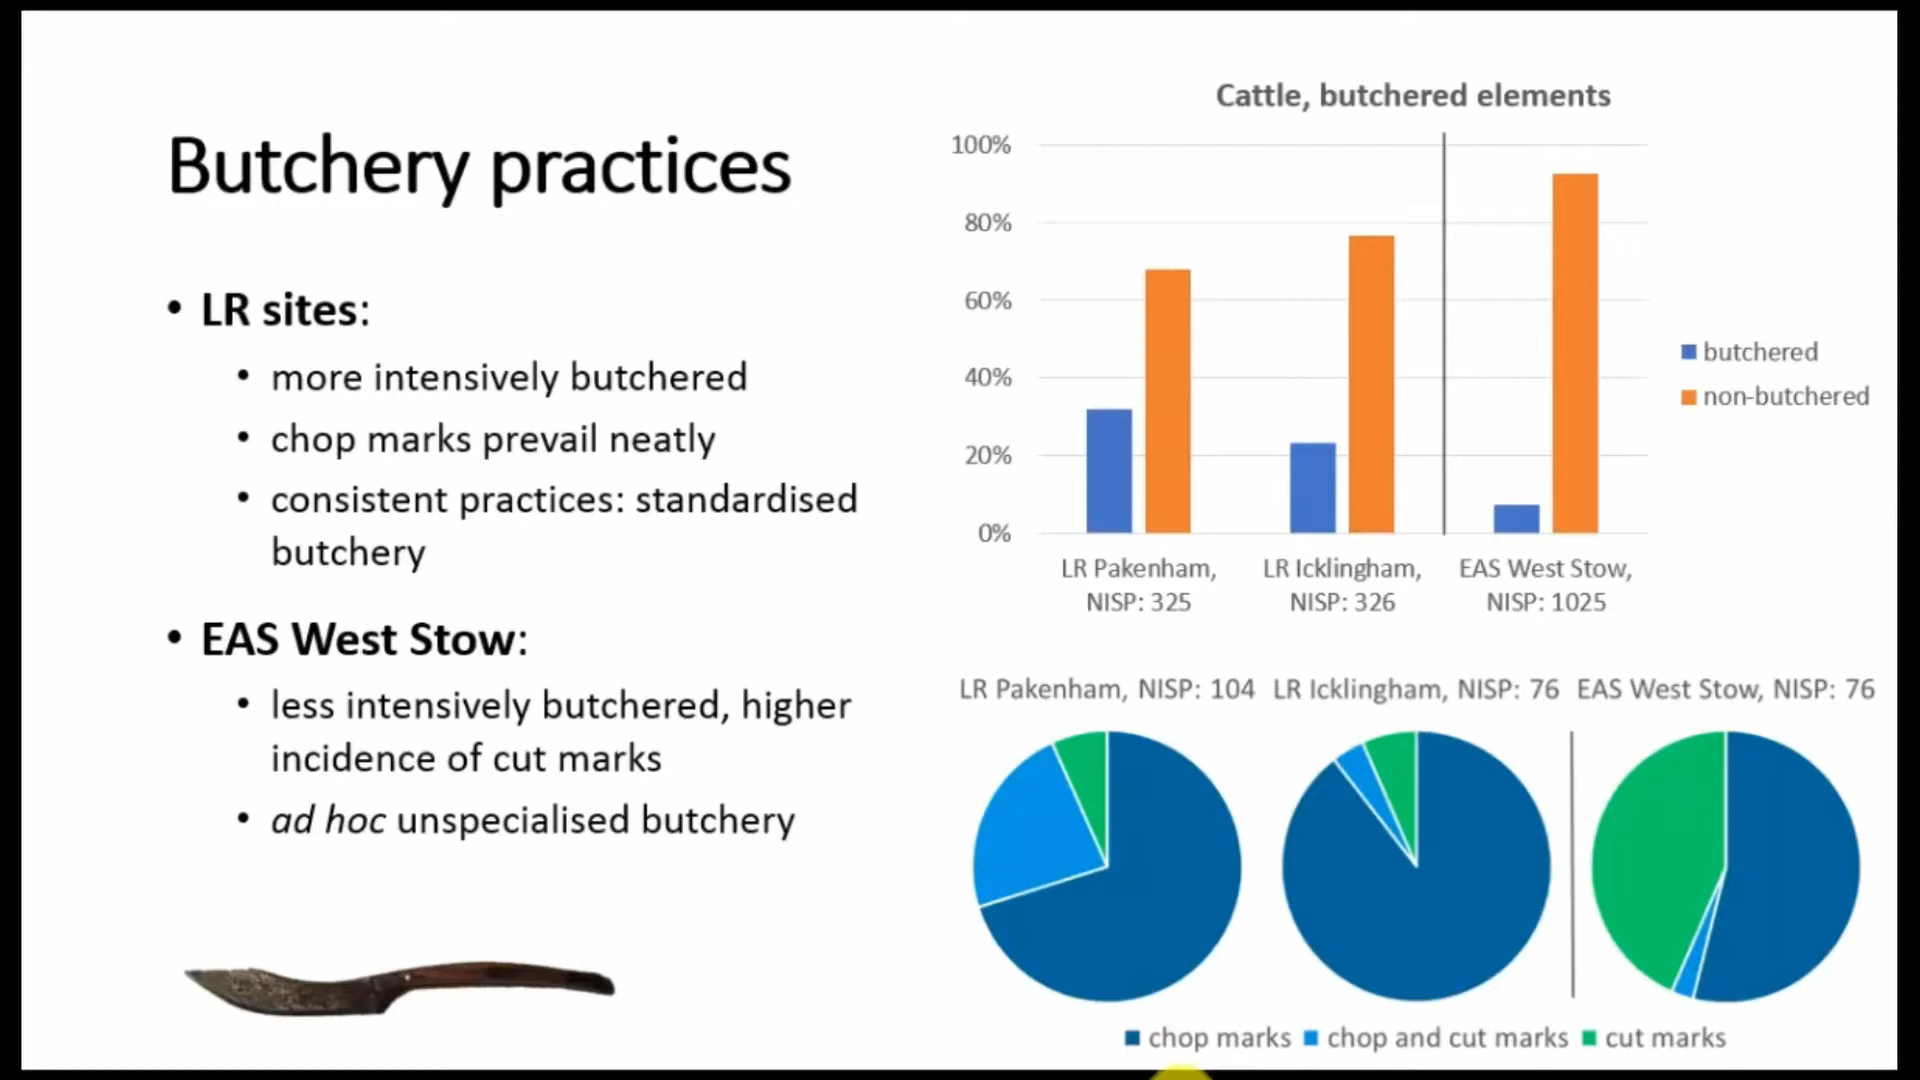 Butchery practices
• LR sites:
• more intensively butchered
• chop marks prevail neatly
• consistent practices: standardised
butchery
• EAS West Stow:
• less intensively butchered, higher
incidence of cut marks
• ad hoc unspecialised butchery
Cattle, butchered elements
100%
80%
60%
40%
20%
0%
LR Pakenham,
NISP: 325
LR Icklingham,
NISP: 326
EAS West Stow,
NISP: 1025
butchered
non-butchered
LR Pakenham, NISP: 104
LR Icklingham, NISP: 76
EAS West Stow, NISP: 76
chop marks
chop and cut marks
cut marks